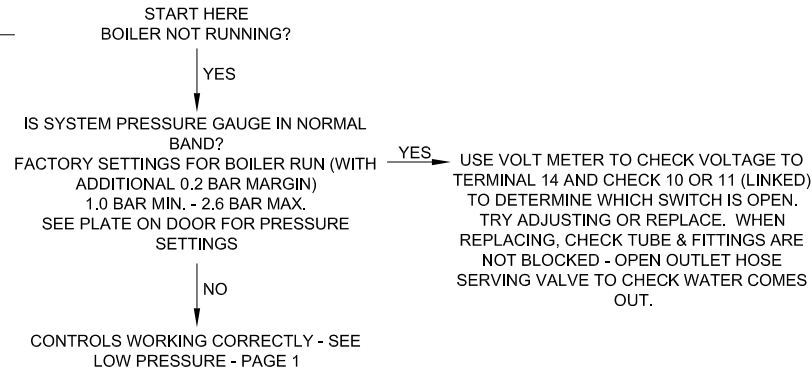 START HERE
BOILER NOT RUNNING?
YES
IS SYSTEM PRESSURE GAUGE IN NORMAL
BAND?
FACTORY SETTINGS FOR BOILER RUN (WITH
ADDITIONAL 0.2 BAR MARGIN)
1.0 BAR MIN. - 2.6 BAR MAX.
SEE PLATE ON DOOR FOR PRESSURE
SETTINGS
YES
USE VOLT METER TO CHECK VOLTAGE TO
TERMINAL 14 AND CHECK 10 OR 11 (LINKED)
TO DETERMINE WHICH SWITCH IS OPEN.
TRY ADJUSTING OR REPLACE. WHEN
REPLACING, CHECK TUBE & FITTINGS ARE
NOT BLOCKED - OPEN OUTLET HOSE
SERVING VALVE TO CHECK WATER COMES
OUT.
NO
CONTROLS WORKING CORRECTLY - SEE
LOW PRESSURE - PAGE 1